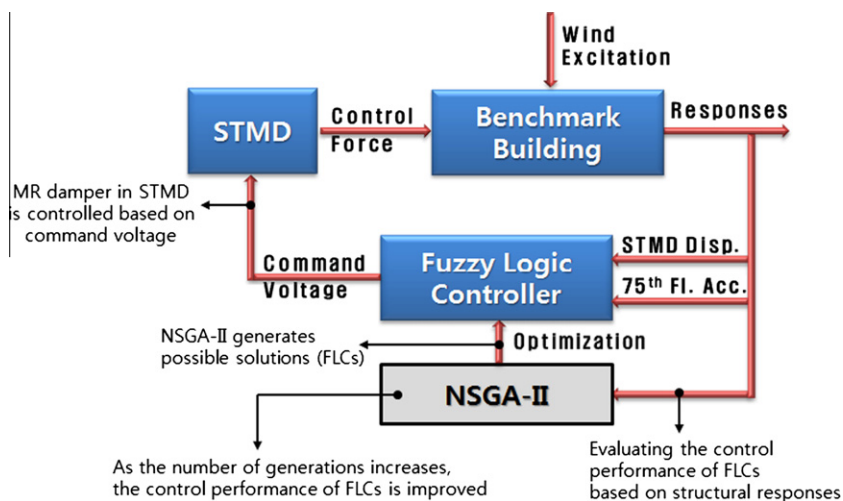 Wind
Excitation
STMD
Control
Force
Benchmark
Building
Responses
MR damper in STMD
is controlled based on
command voltage
Command
Voltage
Fuzzy Logic
Controller
STMD Disp.
75th Fl. Acc.
NSGA-II generates
possible solutions (FLCs)
Optimization
NSGA-II
As the number of generations increases,
the control performance of FLCs is improved
Evaluating the control
performance of FLCs
based on structural responses